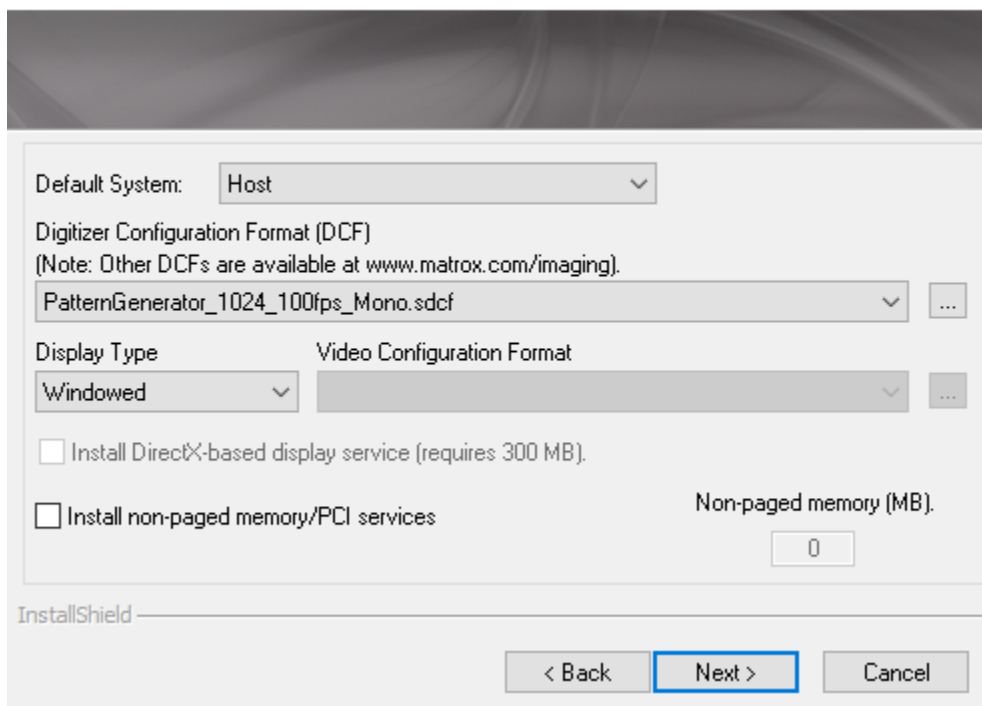 Default System: Host
Digitizer Configuration Format (DCF)
(Note: Other DCFs are available at www.matrox.com/imaging).
PatternGenerator_1024_100fps_Mono.sdcf ...
Display Type Video Configuration Format
Windowed ...
Install DirectX-based display service (requires 300 MB).
Install non-paged memory/PCI services Non-paged memory (MB).
0
InstallShield
< Back Next > Cancel